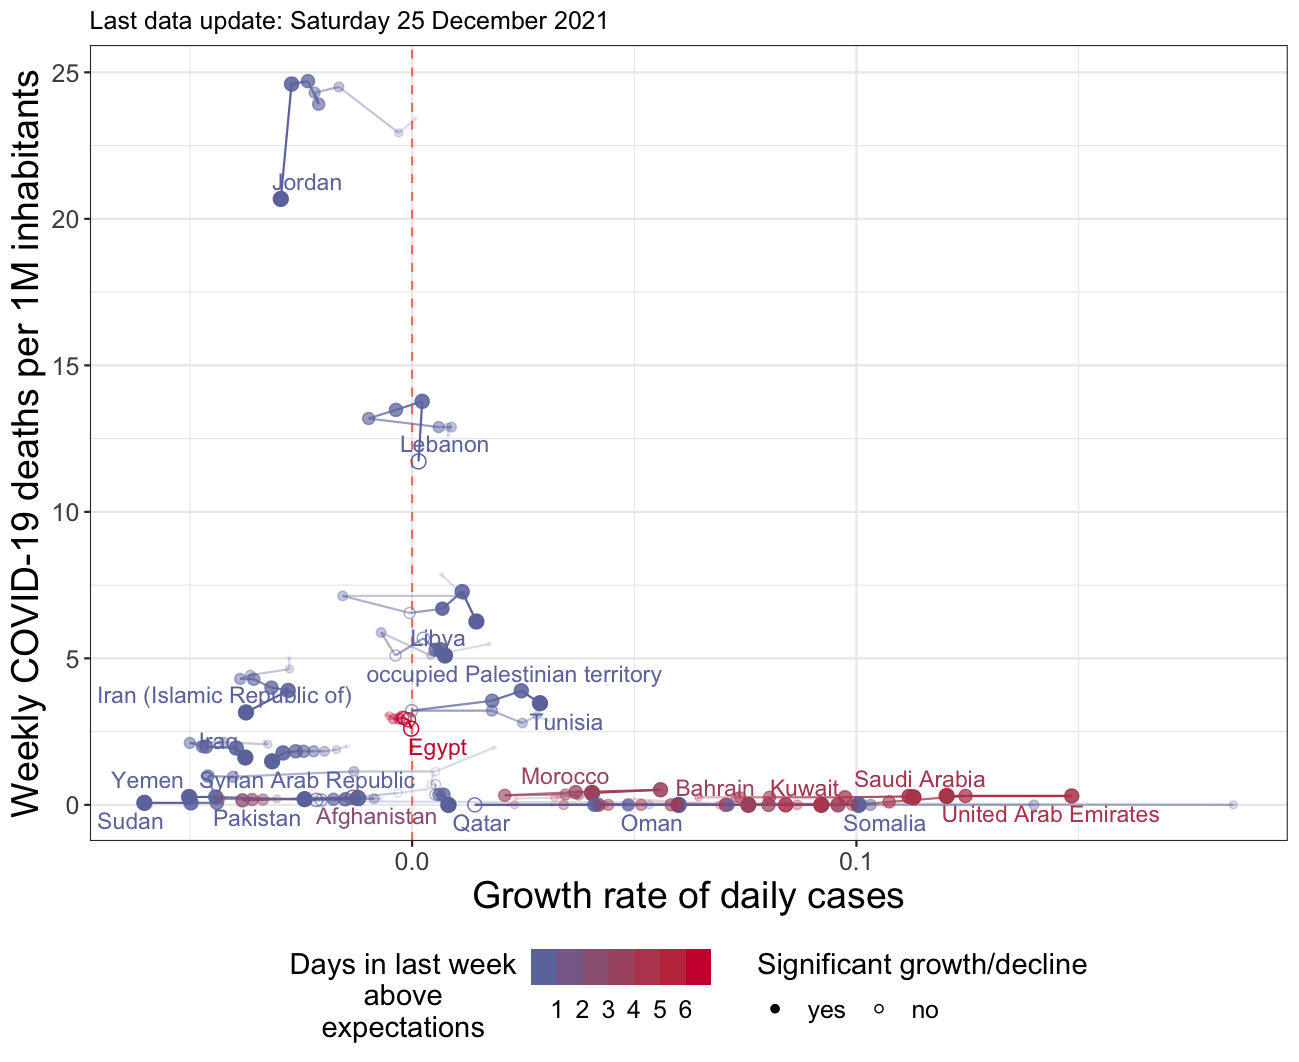 Last data update: Saturday 25 December 2021
Weekly COVID-19 deaths per 1M inhabitants
25
20
15
10
5
0
Jordan
Lebanon
Libya
occupied Palestinian territory
Iran (Islamic Republic of)
Tunisia
Iraq
Egypt
Yemen
Syrian Arab Republic
Morocco
Bahrain
Kuwait
Saudi Arabia
Sudan
Pakistan
Afghanistan
Qatar
Oman
Somalia
United Arab Emirates
0.0
0.1
Growth rate of daily cases
Days in last week
above
expectations
1 2 3 4 5 6
Significant growth/decline
yes
no